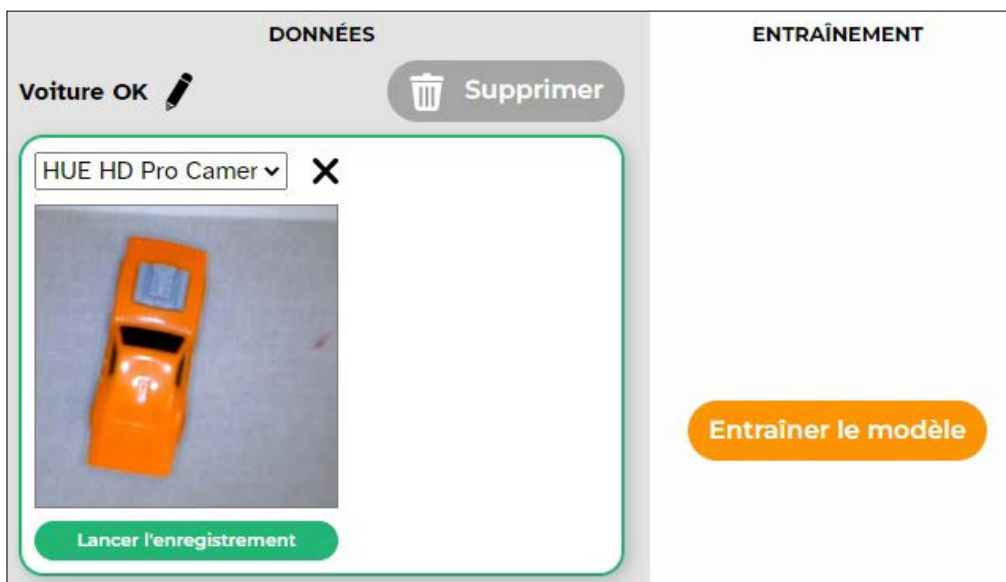 DONNÉES
ENTRAÎNEMENT
Voiture OK
Supprimer
HUE HD Pro Camer
Entraîner le modèle
Lancer l'enregistrement